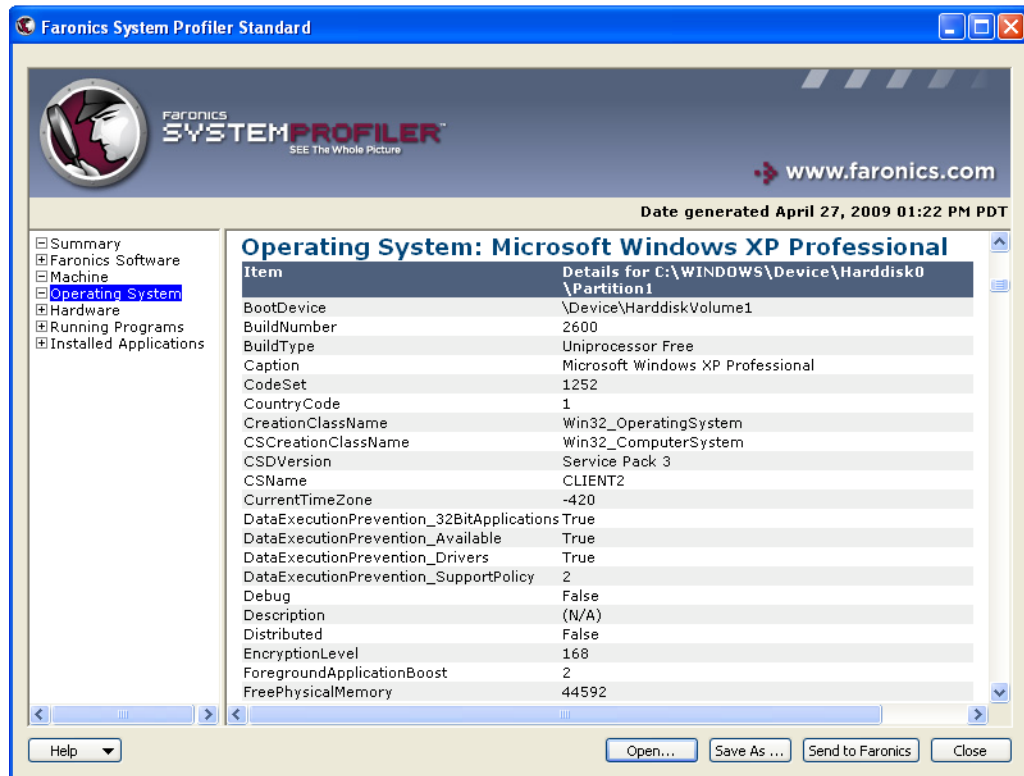 Faronics System Profiler Standard
Faronics
SYSTEMPROFILER™
SEE The Whole Picture
www.faronics.com
Date generated April 27, 2009 01:22 PM PDT
Summary
Faronics Software
Machine
Operating System
Hardware
Running Programs
Installed Applications
Operating System: Microsoft Windows XP Professional
Item Details for C:\WINDOWS\Device\Harddisk0
\Partition1
BootDevice \Device\HarddiskVolume1
BuildNumber 2600
BuildType Uniprocessor Free
Caption Microsoft Windows XP Professional
CodeSet 1252
CountryCode 1
CreationClassName Win32_OperatingSystem
CSCreationClassName Win32_ComputerSystem
CSDVersion Service Pack 3
CSName CLIENT2
CurrentTimeZone -420
DataExecutionPrevention_32BitApplications True
DataExecutionPrevention_Available True
DataExecutionPrevention_Drivers True
DataExecutionPrevention_SupportPolicy 2
Debug False
Description (N/A)
Distributed False
EncryptionLevel 168
ForegroundApplicationBoost 2
FreePhysicalMemory 44592
Help Open... Save As ... Send to Faronics Close